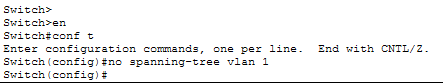 Switch>
Switch>en
Switch#conf t
Enter configuration commands, one per line.  End with CNTL/Z.
Switch(config)#no spanning-tree vlan 1
Switch(config)#